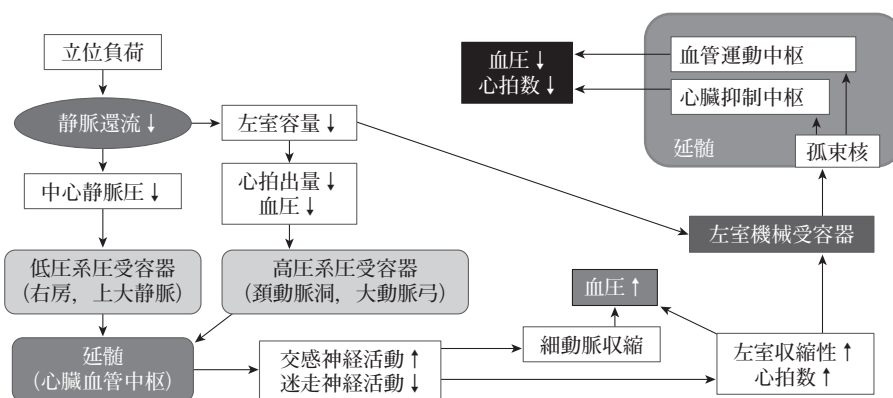 立位負荷
静脈還流↓
左室容量↓
中心静脈圧↓
心拍出量↓
血圧↓
低圧系圧受容器
(右房，上大静脈)
高圧系圧受容器
(頚動脈洞，大動脈弓)
延髄
(心臓血管中枢)
交感神経活動↑
迷走神経活動↓
細動脈収縮
血圧↑
左室収縮性↑
心拍数↑
左室機械受容器
孤束核
延髄
心臓抑制中枢
血管運動中枢
血圧↓
心拍数↓